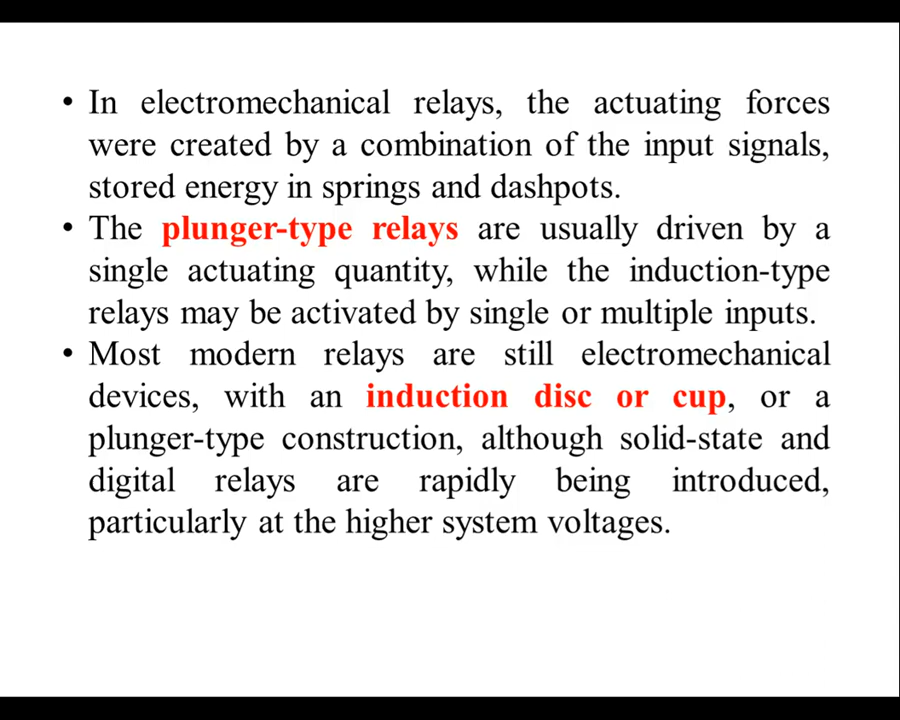 • In electromechanical relays, the actuating forces
were created by a combination of the input signals,
stored energy in springs and dashpots.
• The plunger-type relays are usually driven by a
single actuating quantity, while the induction-type
relays may be activated by single or multiple inputs.
• Most modern relays are still electromechanical
devices, with an induction disc or cup, or a
plunger-type construction, although solid-state and
digital relays are rapidly being introduced,
particularly at the higher system voltages.